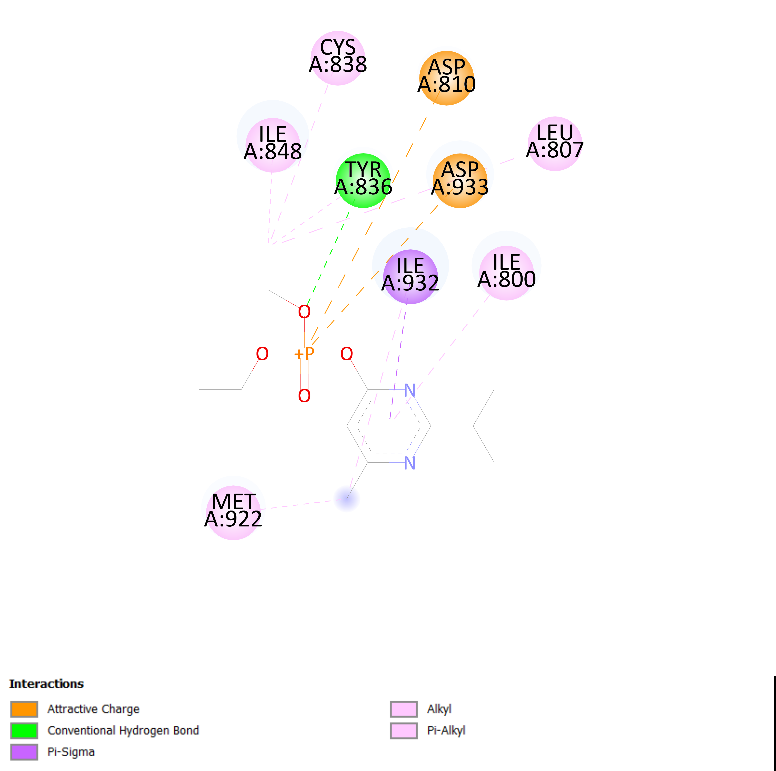 CYS
A:838
ASP
A:810
ILE
A:848
LEU
A:807
TYR
A:836
ASP
A:933
ILE
A:932
ILE
A:800
O
O
+P
O
O
N
N
MET
A:922
Interactions
Attractive Charge
Conventional Hydrogen Bond
Pi-Sigma
Alkyl
Pi-Alkyl